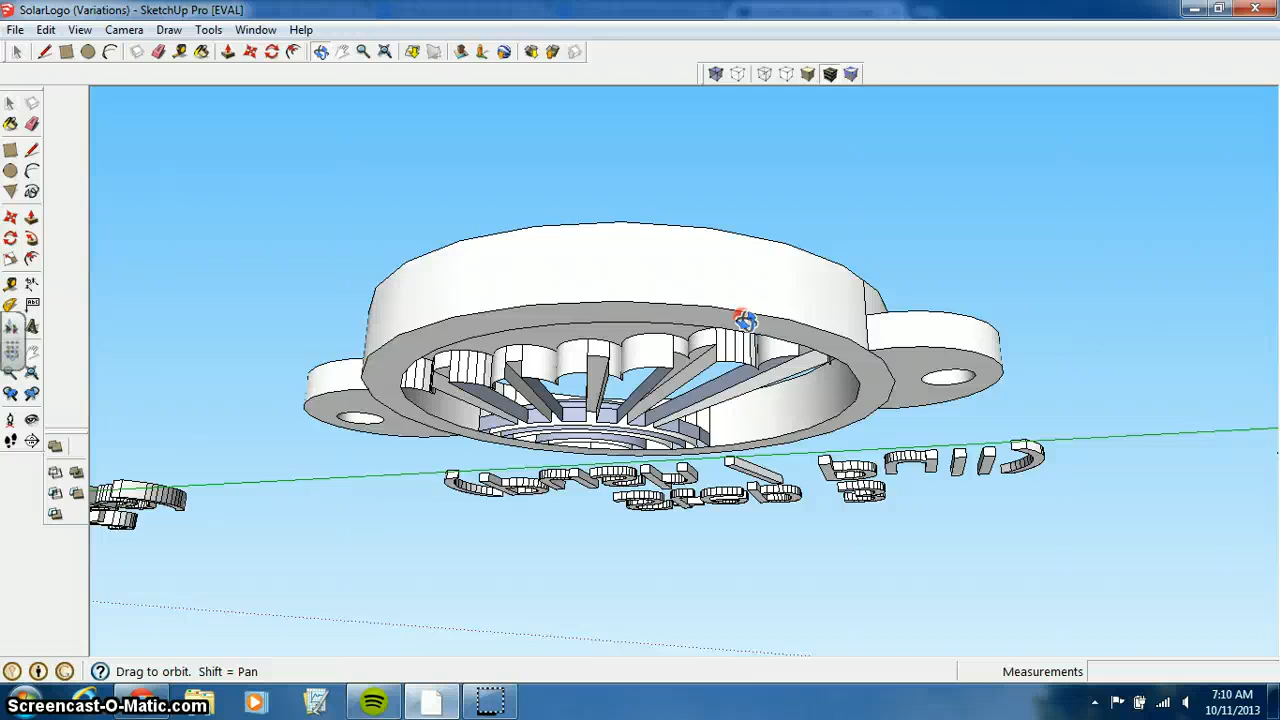 SolarLogo (Variations) - SketchUp Pro [EVAL]
File Edit View Camera Draw Tools Window Help
Drag to orbit. Shift = Pan
Measurements
7:10 AM
10/11/2013
Screencast-O-Matic.com